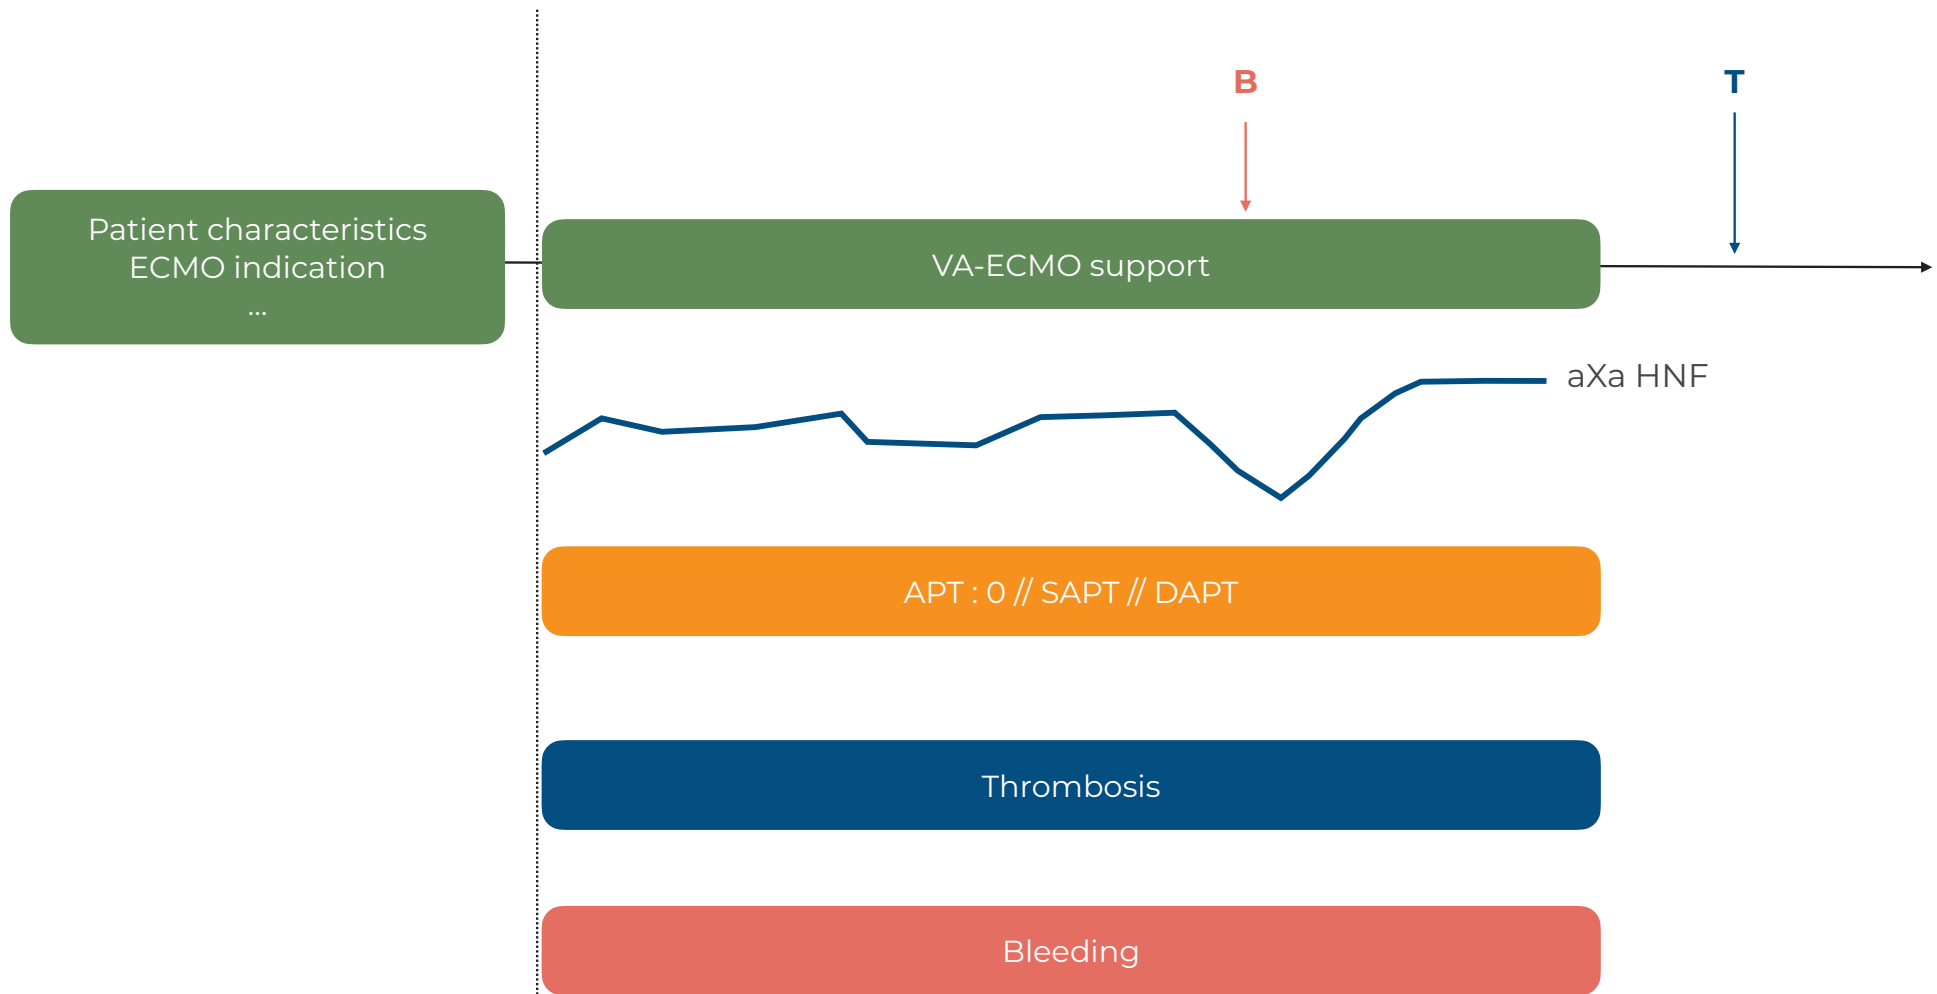 B
T
Patient characteristics
ECMO indication
...
VA-ECMO support
aXa HNF
APT : 0 // SAPT // DAPT
Thrombosis
Bleeding